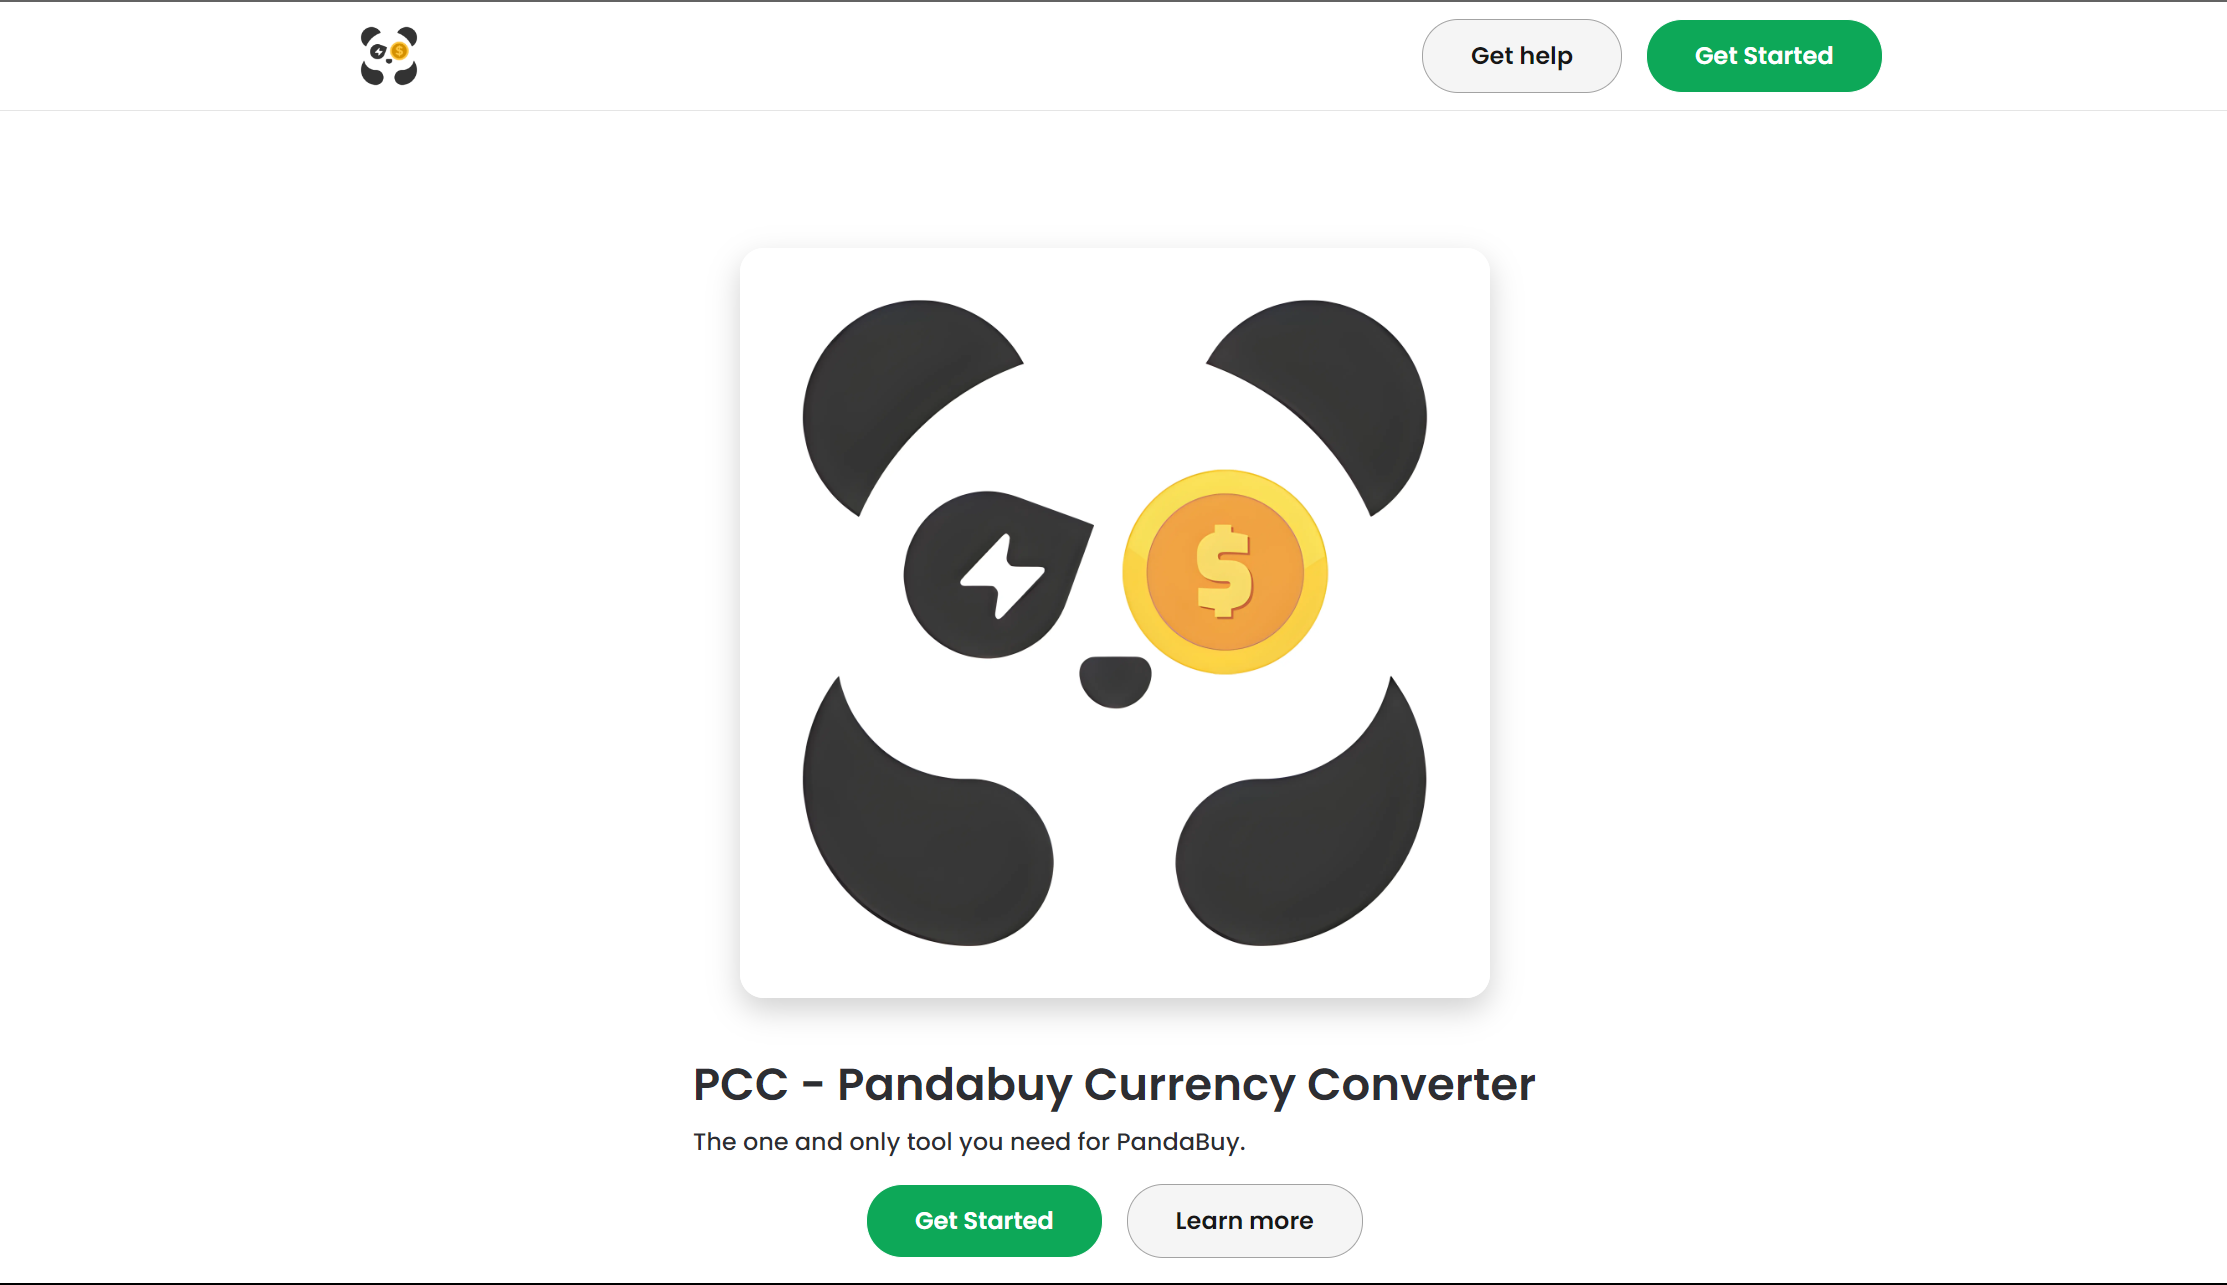 $
Get help
Get Started
$
PCC - Pandabuy Currency Converter
The one and only tool you need for PandaBuy.
Get Started
Learn more